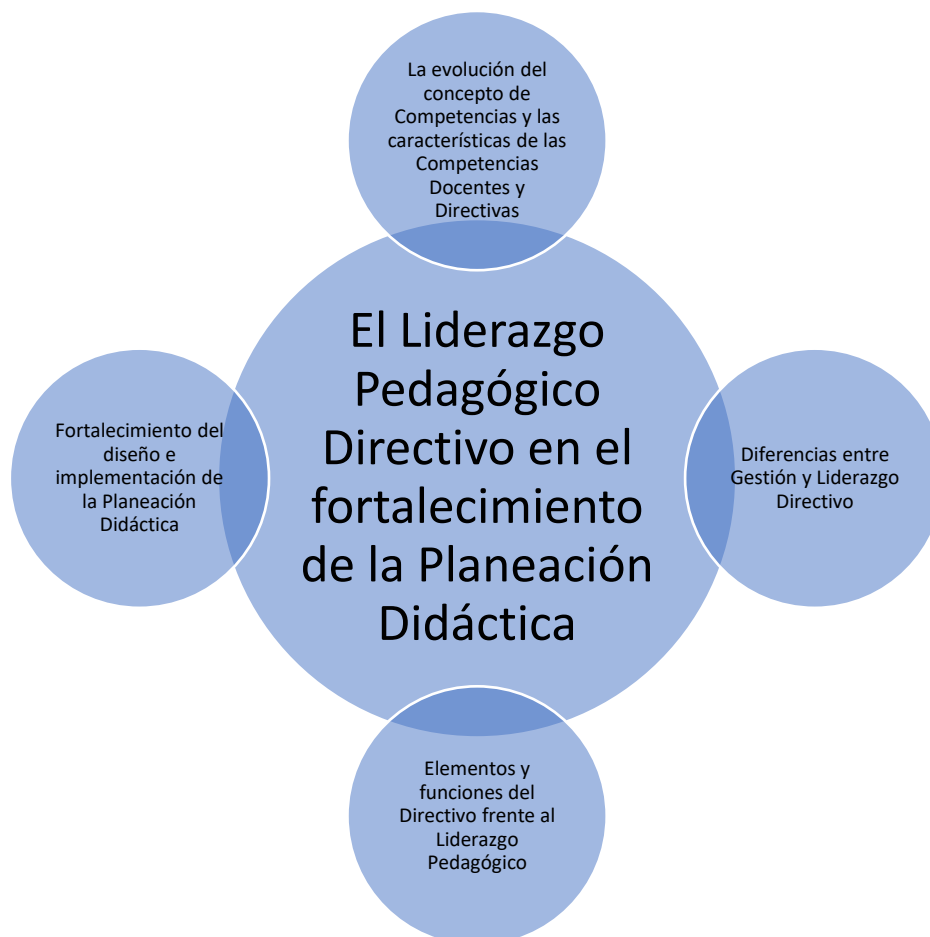 La evolución del
concepto de
Competencias y las
características de las
Competencias
Docentes y
Directivas
El Liderazgo
Pedagógico
Directivo en el
fortalecimiento
de la Planeación
Didáctica
Fortalecimiento del
diseño e
implementación de
la Planeación
Didáctica
Diferencias entre
Gestión y Liderazgo
Directivo
Elementos y
funciones del
Directivo frente al
Liderazgo
Pedagógico